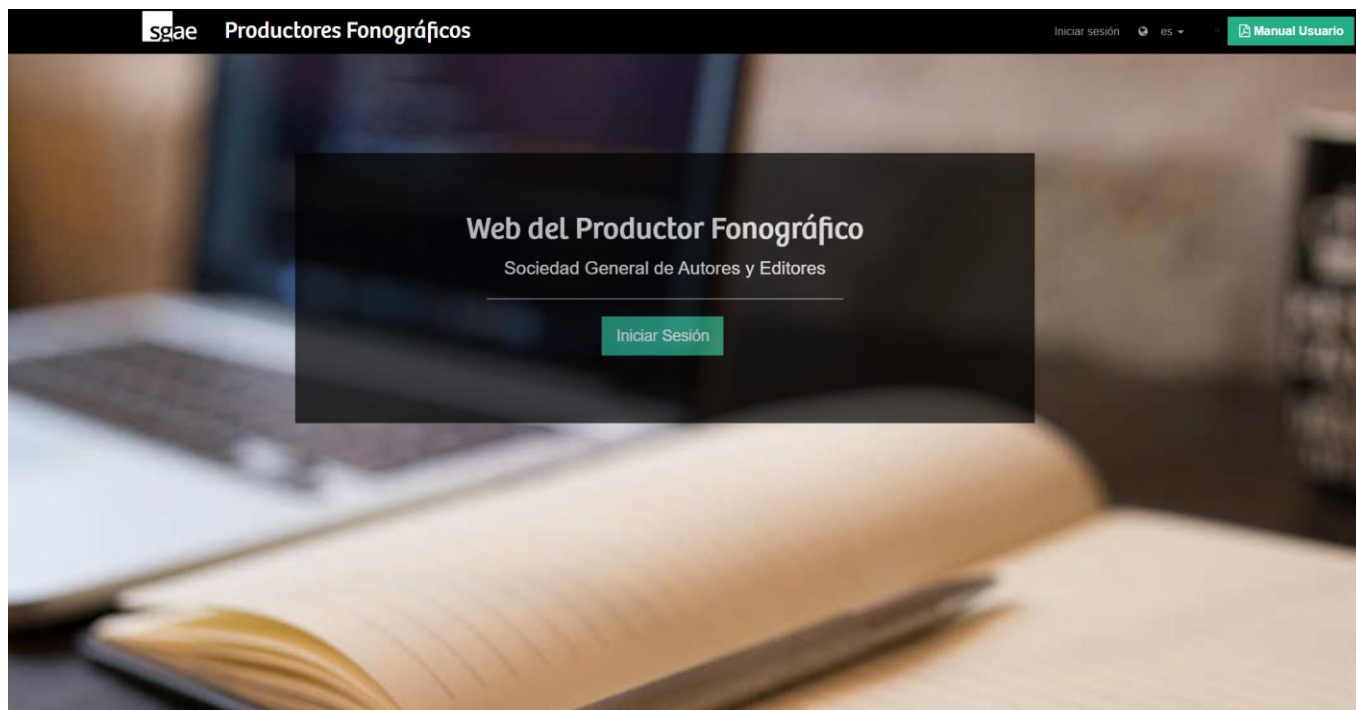 sgae Productores Fonográficos
Iniciar sesión es Manual Usuario
Web del Productor Fonográfico
Sociedad General de Autores y Editores
Iniciar Sesión